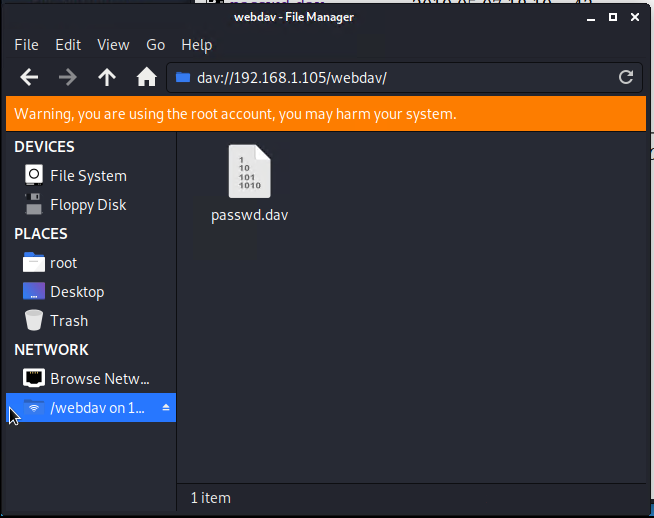 webdav - File Manager
File Edit View Go Help
dav://192.168.1.105/webdav/
Warning, you are using the root account, you may harm your system.
DEVICES
File System
Floppy Disk
PLACES
root
Desktop
Trash
NETWORK
Browse Netw...
/webdav on 1...
1
10
101
1010
passwd.dav
1 item